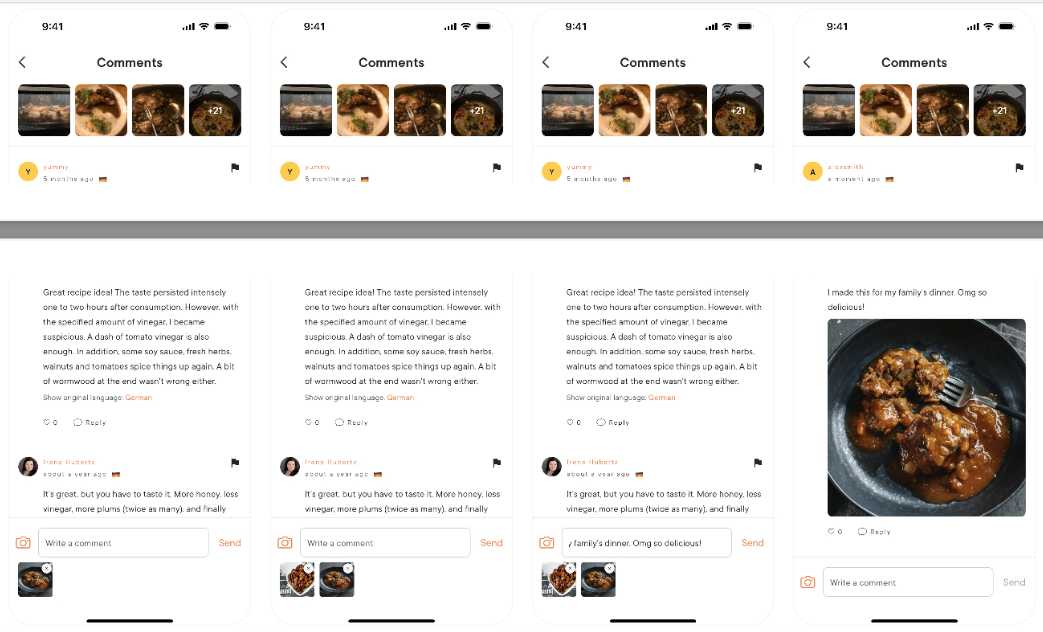 9:41
Comments
+21
Y
yummy
5 months ago
9:41
Comments
+21
Y
yummy
5 months ago
9:41
Comments
+21
Y
yummy
5 months ago
9:41
Comments
+21
A
alexsmith
a moment ago
Great recipe idea! The taste persisted intensely
one to two hours after consumption. However, with
the specified amount of vinegar, I became
suspicious. A dash of tomato vinegar is also
enough. In addition, some soy sauce, fresh herbs,
walnuts and tomatoes spice things up again. A bit
of wormwood at the end wasn't wrong either.
Show original language: German
0 Reply
Irene Hubertz
about a year ago
It's great, but you have to taste it. More honey, less
vinegar, more plums (twice as many), and finally
Write a comment
Send
Great recipe idea! The taste persisted intensely
one to two hours after consumption. However, with
the specified amount of vinegar, I became
suspicious. A dash of tomato vinegar is also
enough. In addition, some soy sauce, fresh herbs,
walnuts and tomatoes spice things up again. A bit
of wormwood at the end wasn't wrong either.
Show original language: German
0 Reply
Irene Hubertz
about a year ago
It's great, but you have to taste it. More honey, less
vinegar, more plums (twice as many), and finally
Write a comment
Send
Great recipe idea! The taste persisted intensely
one to two hours after consumption. However, with
the specified amount of vinegar, I became
suspicious. A dash of tomato vinegar is also
enough. In addition, some soy sauce, fresh herbs,
walnuts and tomatoes spice things up again. A bit
of wormwood at the end wasn't wrong either.
Show original language: German
0 Reply
Irene Hubertz
about a year ago
It's great, but you have to taste it. More honey, less
vinegar, more plums (twice as many), and finally
y family's dinner. Omg so delicious!
Send
I made this for my family's dinner. Omg so
delicious!
0 Reply
Write a comment
Send